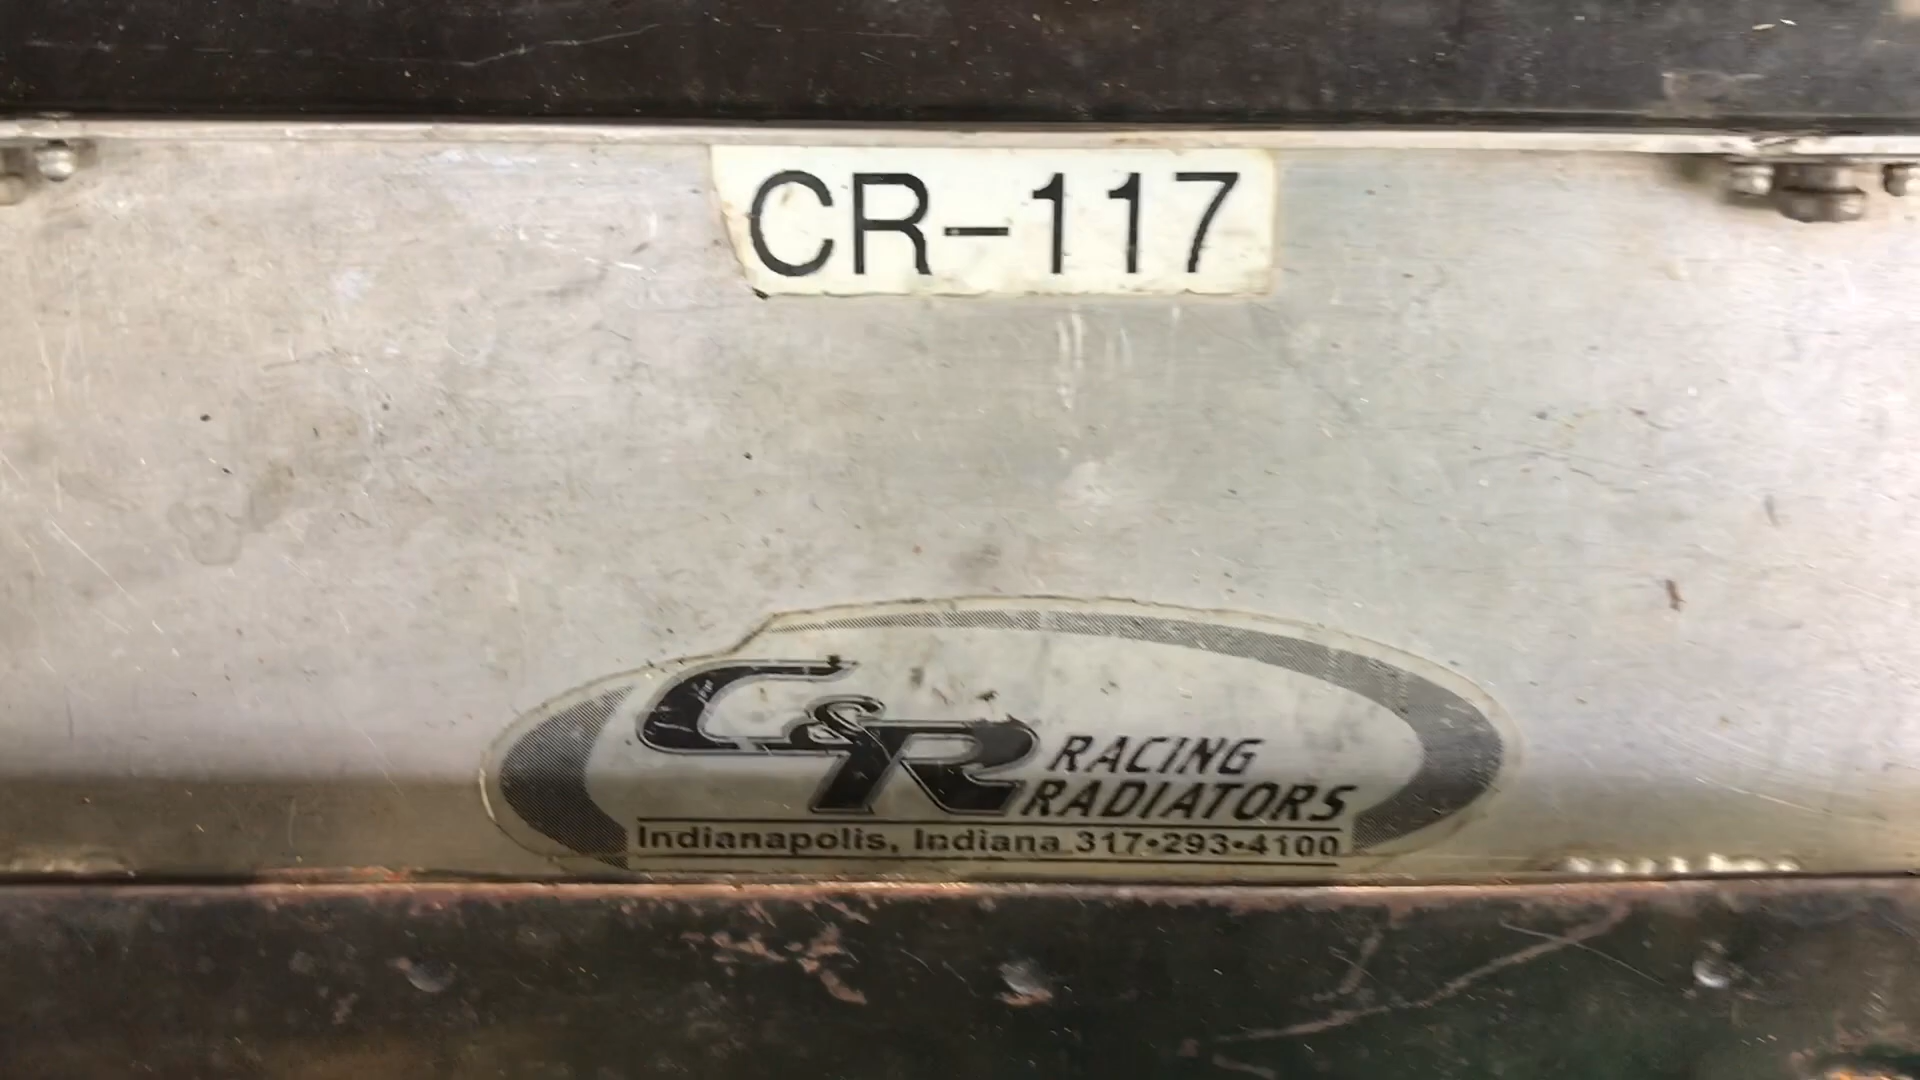 CR-117
C&R RACING
RADIATORS
Indianapolis, Indiana 317•293•4100